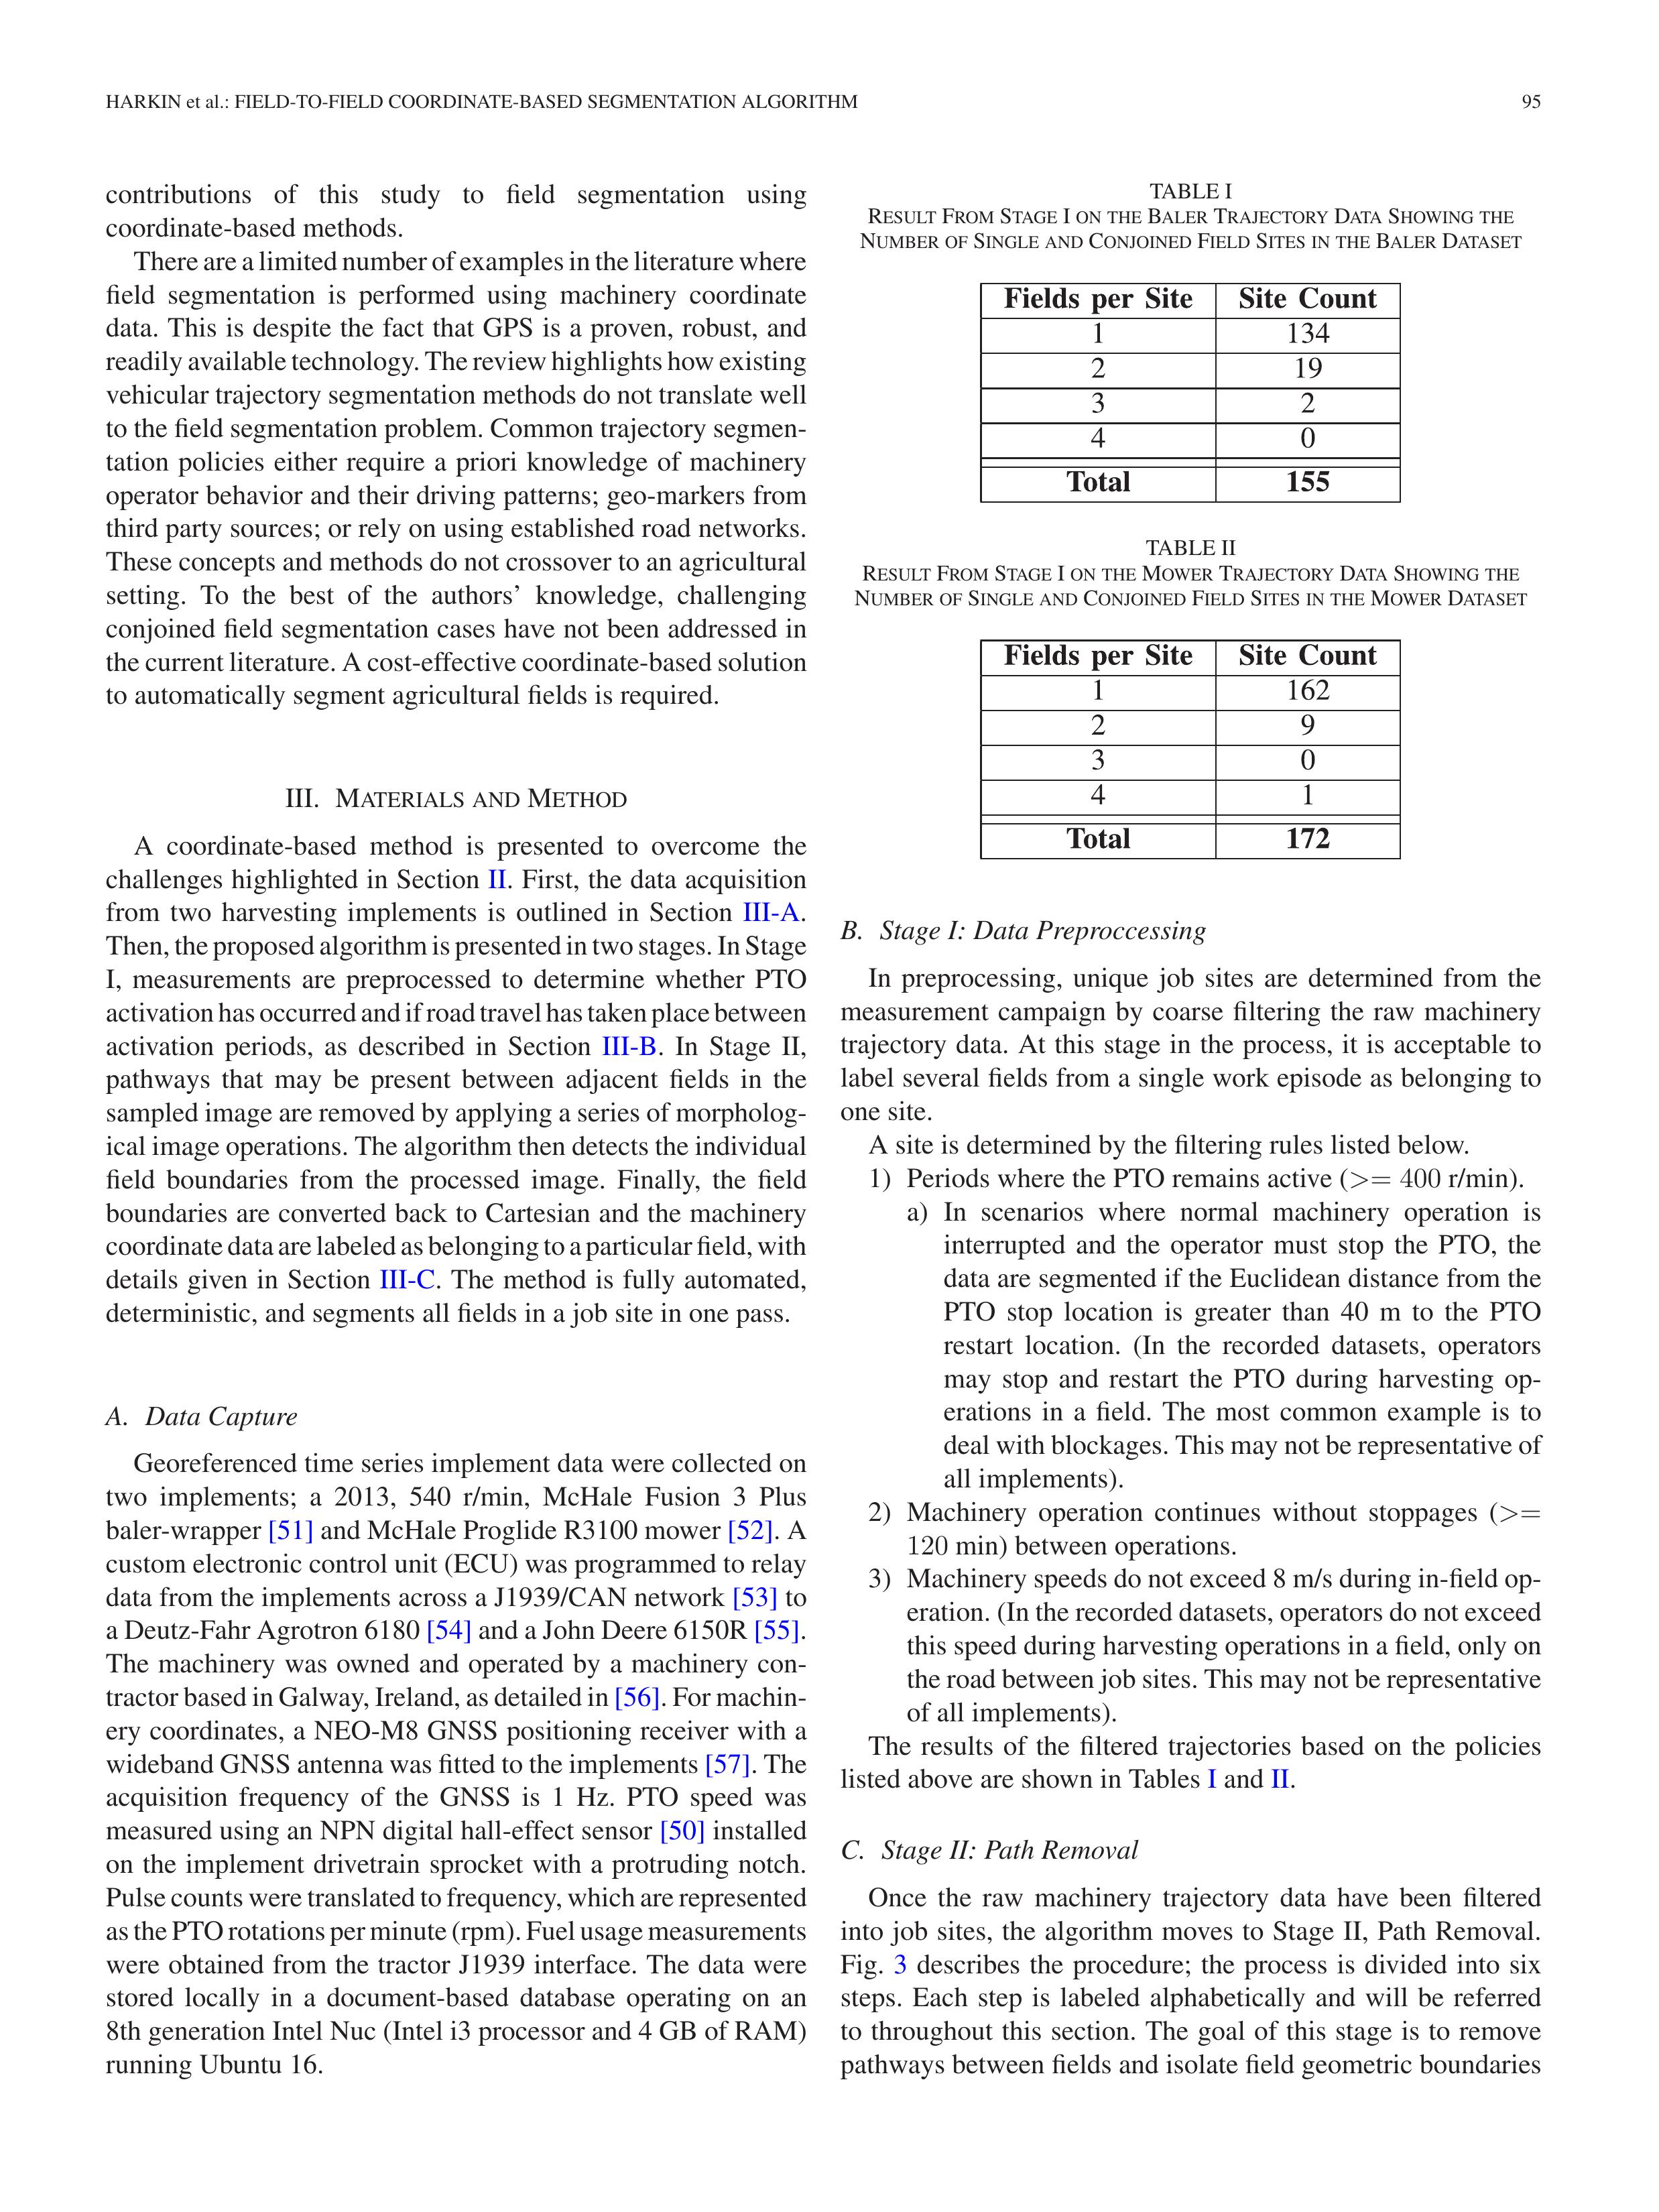 HARKIN et al.: FIELD-TO-FIELD COORDINATE-BASED SEGMENTATION ALGORITHM 95
contributions of this study to field segmentation using
coordinate-based methods.
There are a limited number of examples in the literature where
field segmentation is performed using machinery coordinate
data. This is despite the fact that GPS is a proven, robust, and
readily available technology. The review highlights how existing
vehicular trajectory segmentation methods do not translate well
to the field segmentation problem. Common trajectory segmen-
tation policies either require a priori knowledge of machinery
operator behavior and their driving patterns; geo-markers from
third party sources; or rely on using established road networks.
These concepts and methods do not crossover to an agricultural
setting. To the best of the authors’ knowledge, challenging
conjoined field segmentation cases have not been addressed in
the current literature. A cost-effective coordinate-based solution
to automatically segment agricultural fields is required.
III. MATERIALS AND METHOD
A coordinate-based method is presented to overcome the
challenges highlighted in Section II. First, the data acquisition
from two harvesting implements is outlined in Section III-A.
Then, the proposed algorithm is presented in two stages. In Stage
I, measurements are preprocessed to determine whether PTO
activation has occurred and if road travel has taken place between
activation periods, as described in Section III-B. In Stage II,
pathways that may be present between adjacent fields in the
sampled image are removed by applying a series of morpholog-
ical image operations. The algorithm then detects the individual
field boundaries from the processed image. Finally, the field
boundaries are converted back to Cartesian and the machinery
coordinate data are labeled as belonging to a particular field, with
details given in Section III-C. The method is fully automated,
deterministic, and segments all fields in a job site in one pass.
A. Data Capture
Georeferenced time series implement data were collected on
two implements; a 2013, 540 r/min, McHale Fusion 3 Plus
baler-wrapper [51] and McHale Proglide R3100 mower [52]. A
custom electronic control unit (ECU) was programmed to relay
data from the implements across a J1939/CAN network [53] to
a Deutz-Fahr Agrotron 6180 [54] and a John Deere 6150R [55].
The machinery was owned and operated by a machinery con-
tractor based in Galway, Ireland, as detailed in [56]. For machin-
ery coordinates, a NEO-M8 GNSS positioning receiver with a
wideband GNSS antenna was fitted to the implements [57]. The
acquisition frequency of the GNSS is 1 Hz. PTO speed was
measured using an NPN digital hall-effect sensor [50] installed
on the implement drivetrain sprocket with a protruding notch.
Pulse counts were translated to frequency, which are represented
as the PTO rotations per minute (rpm). Fuel usage measurements
were obtained from the tractor J1939 interface. The data were
stored locally in a document-based database operating on an
8th generation Intel Nuc (Intel i3 processor and 4 GB of RAM)
running Ubuntu 16.
TABLE I
RESULT FROM STAGE I ON THE BALER TRAJECTORY DATA SHOWING THE
NUMBER OF SINGLE AND CONJOINED FIELD SITES IN THE BALER DATASET
Fields per Site Site Count
1 134
2 19
3 2
4 0
Total 155
TABLE II
RESULT FROM STAGE I ON THE MOWER TRAJECTORY DATA SHOWING THE
NUMBER OF SINGLE AND CONJOINED FIELD SITES IN THE MOWER DATASET
Fields per Site Site Count
1 162
2 9
3 0
4 1
Total 172
B. Stage I: Data Preproccessing
In preprocessing, unique job sites are determined from the
measurement campaign by coarse filtering the raw machinery
trajectory data. At this stage in the process, it is acceptable to
label several fields from a single work episode as belonging to
one site.
A site is determined by the filtering rules listed below.
1) Periods where the PTO remains active (>= 400 r/min).
a) In scenarios where normal machinery operation is
interrupted and the operator must stop the PTO, the
data are segmented if the Euclidean distance from the
PTO stop location is greater than 40 m to the PTO
restart location. (In the recorded datasets, operators
may stop and restart the PTO during harvesting op-
erations in a field. The most common example is to
deal with blockages. This may not be representative of
all implements).
2) Machinery operation continues without stoppages (>=
120 min) between operations.
3) Machinery speeds do not exceed 8 m/s during in-field op-
eration. (In the recorded datasets, operators do not exceed
this speed during harvesting operations in a field, only on
the road between job sites. This may not be representative
of all implements).
The results of the filtered trajectories based on the policies
listed above are shown in Tables I and II.
C. Stage II: Path Removal
Once the raw machinery trajectory data have been filtered
into job sites, the algorithm moves to Stage II, Path Removal.
Fig. 3 describes the procedure; the process is divided into six
steps. Each step is labeled alphabetically and will be referred
to throughout this section. The goal of this stage is to remove
pathways between fields and isolate field geometric boundaries